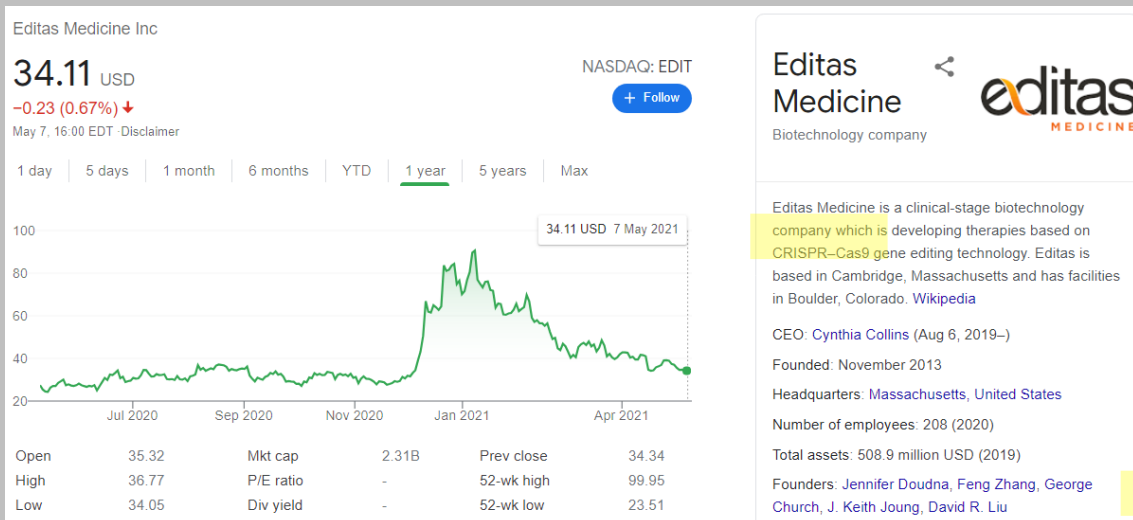 Editas Medicine Inc
34.11 USD
−0.23 (0.67%)
May 7, 16:00 EDT ·Disclaimer
NASDAQ: EDIT
+ Follow
1 day 5 days 1 month 6 months YTD 1 year 5 years Max
34.11 USD 7 May 2021
100
80
60
40
20
Jul 2020 Sep 2020 Nov 2020 Jan 2021 Apr 2021
Open 35.32 Mkt cap 2.31B Prev close 34.34
High 36.77 P/E ratio - 52-wk high 99.95
Low 34.05 Div yield - 52-wk low 23.51
Editas
Medicine
Biotechnology company
editas
MEDICINE
Editas Medicine is a clinical-stage biotechnology
company which is developing therapies based on
CRISPR–Cas9 gene editing technology. Editas is
based in Cambridge, Massachusetts and has facilities
in Boulder, Colorado. Wikipedia
CEO: Cynthia Collins (Aug 6, 2019–)
Founded: November 2013
Headquarters: Massachusetts, United States
Number of employees: 208 (2020)
Total assets: 508.9 million USD (2019)
Founders: Jennifer Doudna, Feng Zhang, George
Church, J. Keith Joung, David R. Liu